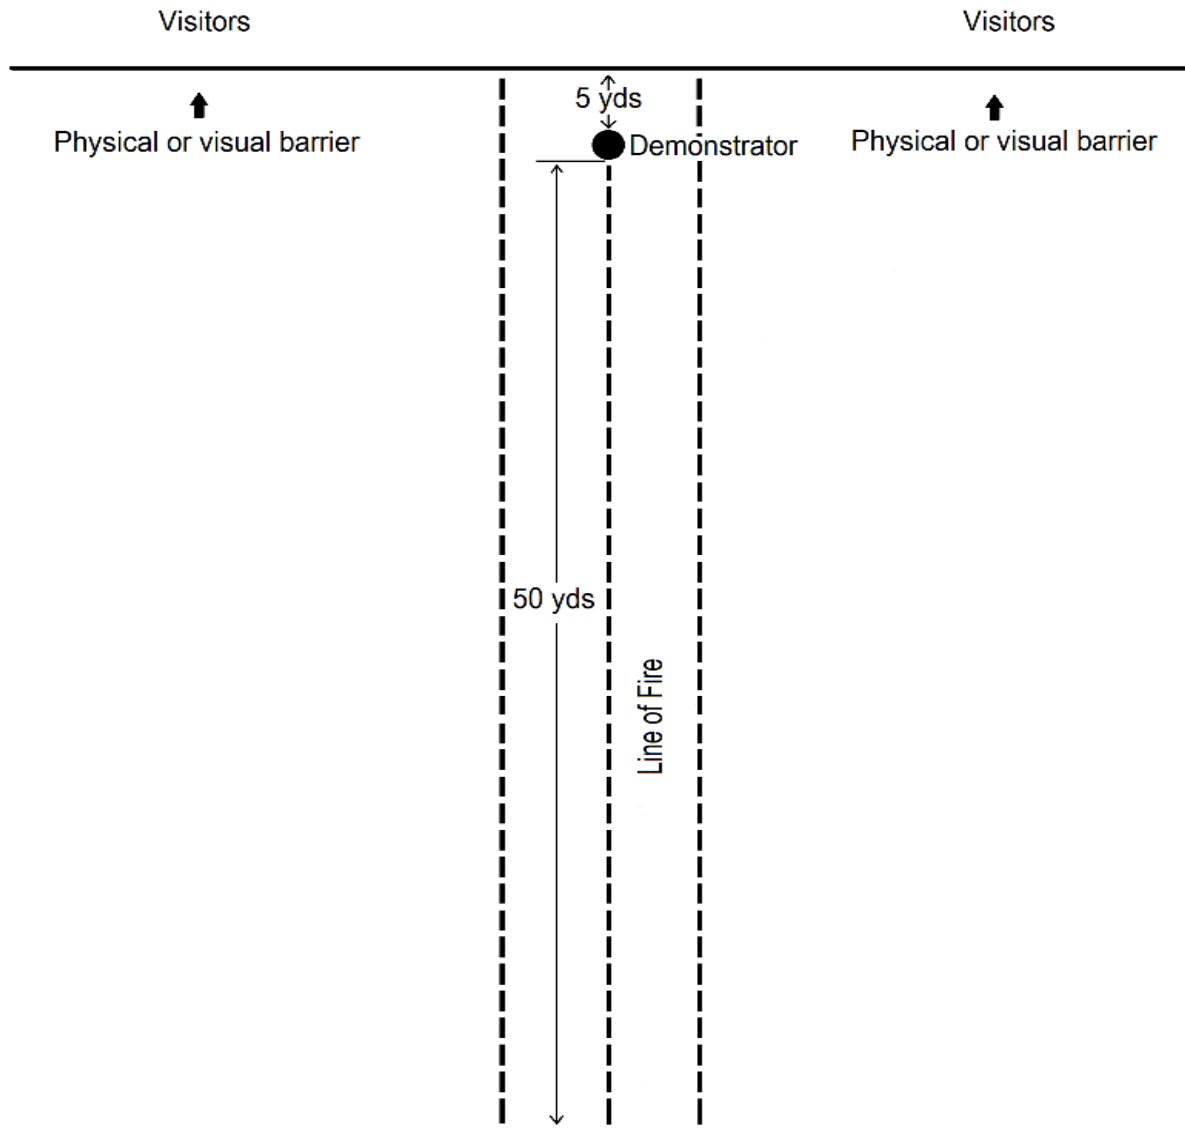 Visitors
Visitors
5 yds
Physical or visual barrier
Demonstrator
Physical or visual barrier
50 yds
Line of Fire